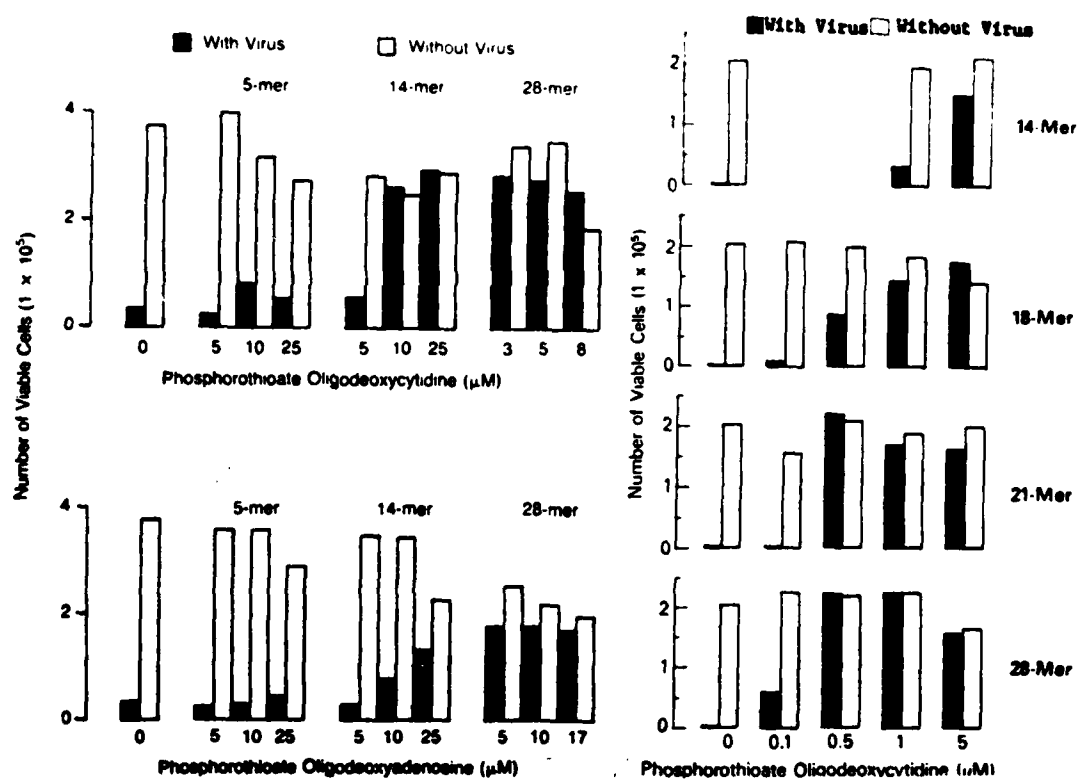 With Virus Without Virus
5-mer 14-mer 28-mer
4
2
0
0 5 10 25 5 10 25 3 5 8
Phosphorothioate Oligodeoxycytidine (μM)
Number of Viable Cells (1 x 10⁵)
5-mer 14-mer 28-mer
4
2
0
0 5 10 25 5 10 25 5 10 17
Phosphorothioate Oligodeoxyadenosine (μM)
With Virus Without Virus
2
1
0
14-Mer
2
1
0
18-Mer
Number of Viable Cells (1 x 10⁵)
2
1
0
21-Mer
2
1
0
28-Mer
0 0.1 0.5 1 5
Phosphorothioate Oligodeoxycytidine (μM)